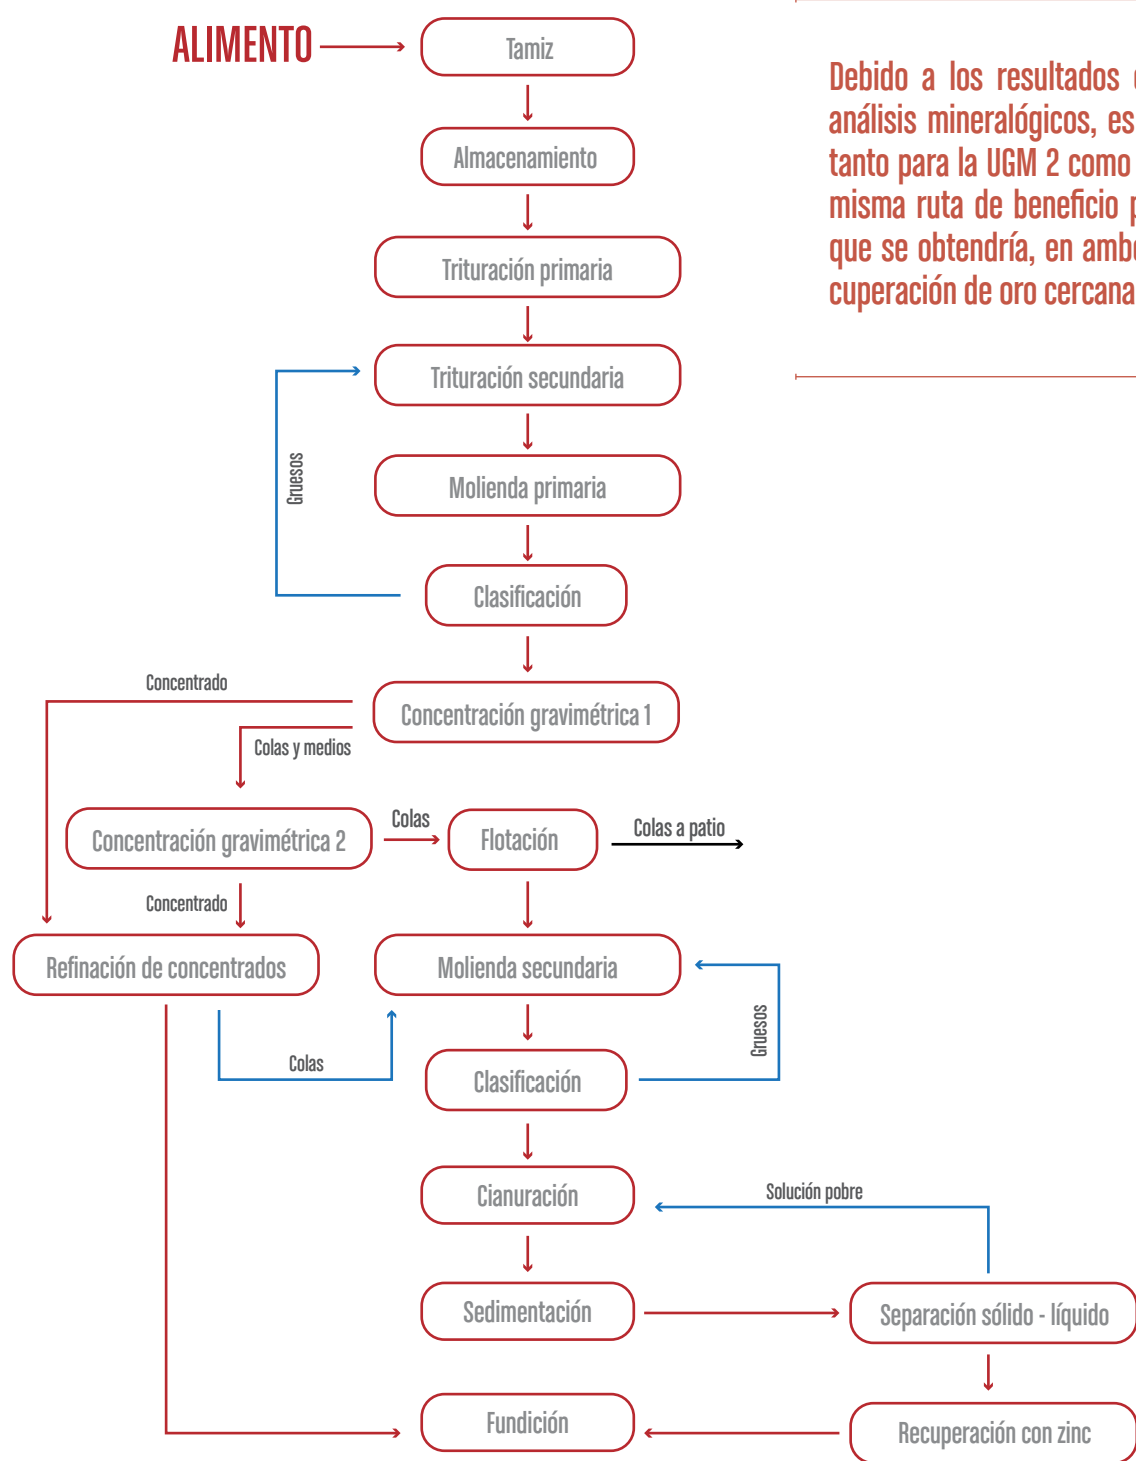 ALIMENTO
Tamiz
Almacenamiento
Trituración primaria
Trituración secundaria
Gruesos
Molienda primaria
Clasificación
Concentración gravimétrica 1
Concentrado
Colas y medios
Concentración gravimétrica 2
Colas
Flotación
Colas a patio
Concentrado
Refinación de concentrados
Molienda secundaria
Gruesos
Colas
Clasificación
Cianuración
Solución pobre
Sedimentación
Separación sólido - líquido
Fundición
Recuperación con zinc
Debido a los resultados
análisis mineralógicos, es
tanto para la UGM 2 como
misma ruta de beneficio
que se obtendría, en
cuperación de oro cercana